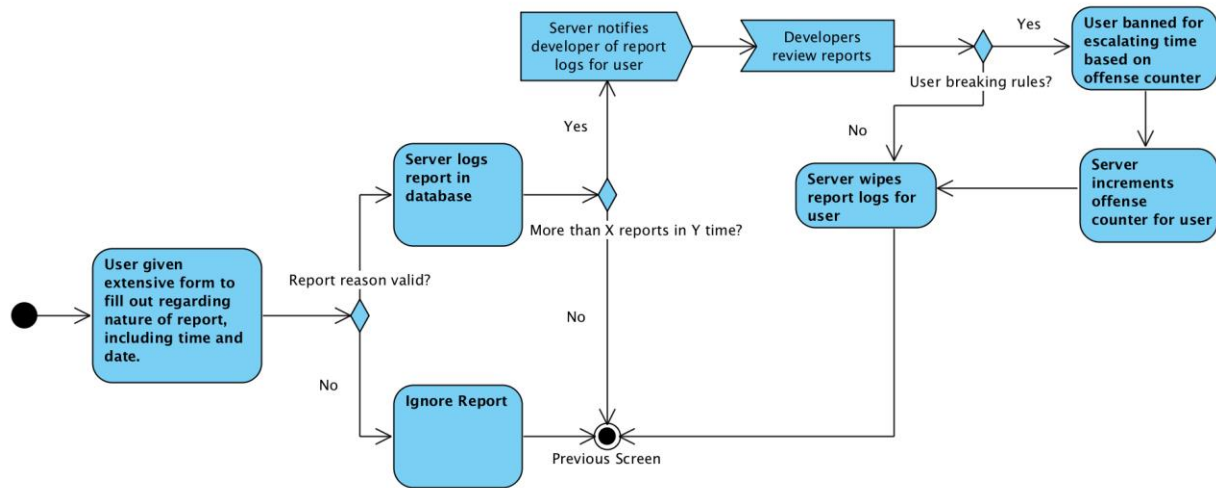 Server notifies
developer of report
logs for user
Developers
review reports
Yes
User banned for
escalating time
based on
offense counter
User breaking rules?
Yes
No
Server logs
report in
database
Server wipes
report logs for
user
Server
increments
offense
counter for user
More than X reports in Y time?
User given
extensive form to
fill out regarding
nature of report,
including time and
date.
Report reason valid?
No
No
Ignore Report
Previous Screen